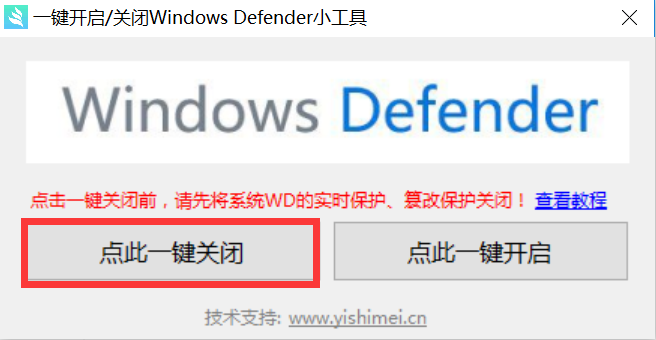 一键开启/关闭Windows Defender小工具
Windows Defender
点击一键关闭前，请先将系统WD的实时保护、篡改保护关闭！ 查看教程
点此一键关闭 点此一键开启
技术支持: www.yishimei.cn